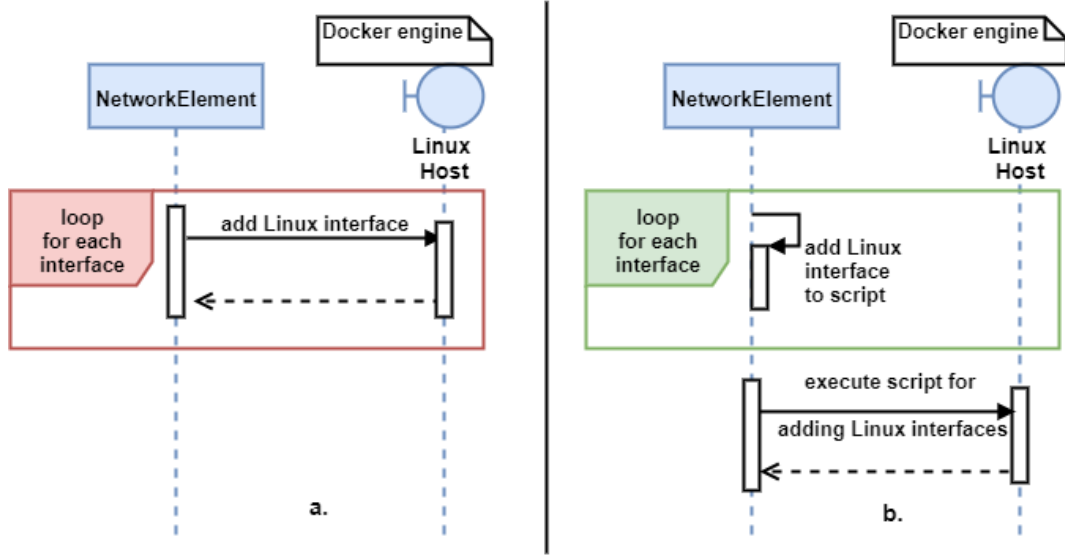 Docker engine
NetworkElement
Linux
Host
loop
for each
interface
add Linux interface
a.
Docker engine
NetworkElement
Linux
Host
loop
for each
interface
add Linux
interface
to script
execute script for
adding Linux interfaces
b.